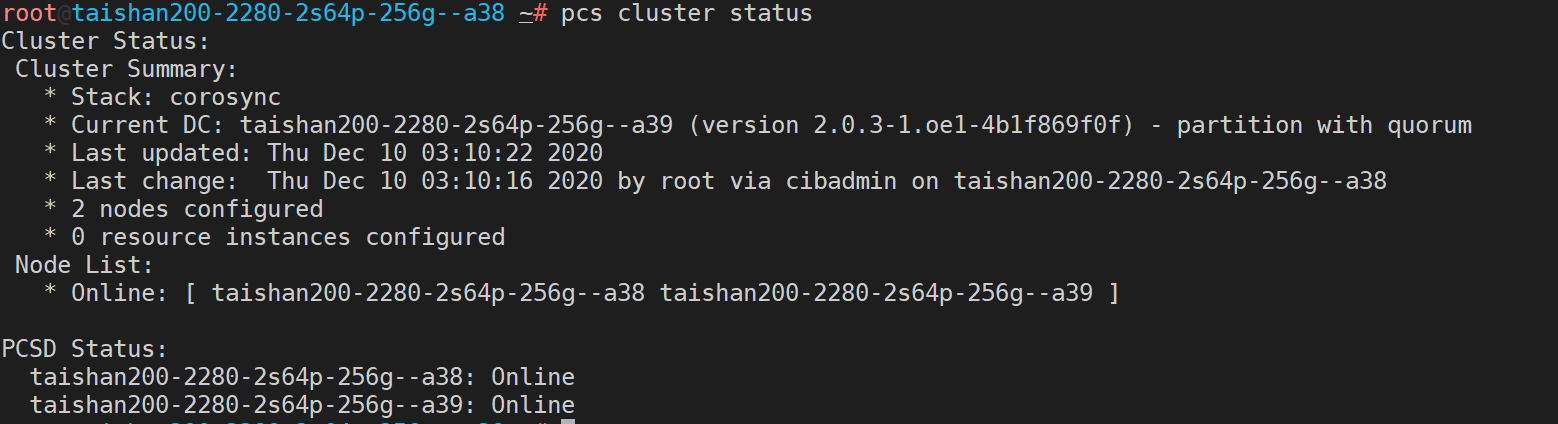 root@taishan200-2280-2s64p-256g--a38 ~# pcs cluster status
Cluster Status:
 Cluster Summary:
   * Stack: corosync
   * Current DC: taishan200-2280-2s64p-256g--a39 (version 2.0.3-1.oe1-4b1f869f0f) - partition with quorum
   * Last updated: Thu Dec 10 03:10:22 2020
   * Last change:  Thu Dec 10 03:10:16 2020 by root via cibadmin on taishan200-2280-2s64p-256g--a38
   * 2 nodes configured
   * 0 resource instances configured
 Node List:
   * Online: [ taishan200-2280-2s64p-256g--a38 taishan200-2280-2s64p-256g--a39 ]

PCSD Status:
  taishan200-2280-2s64p-256g--a38: Online
  taishan200-2280-2s64p-256g--a39: Online